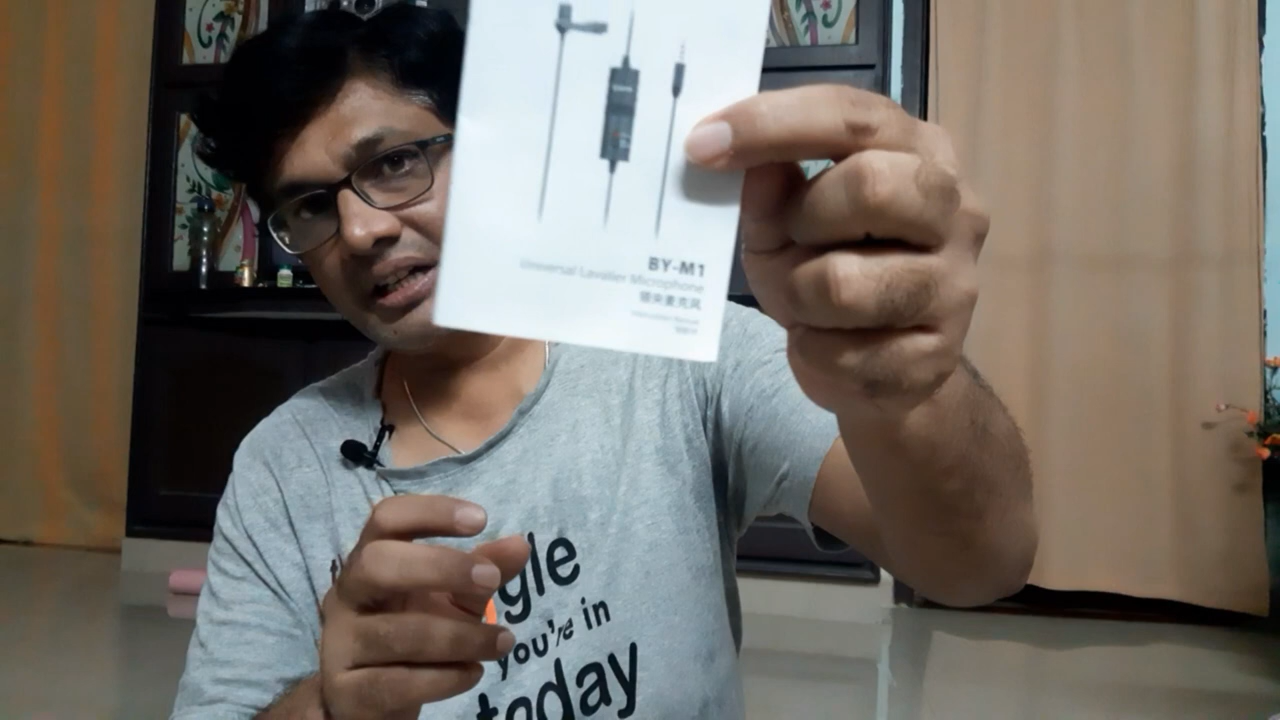 BY-M1
Universal Lavalier Microphone
领夹麦克风
gle
you're in
today